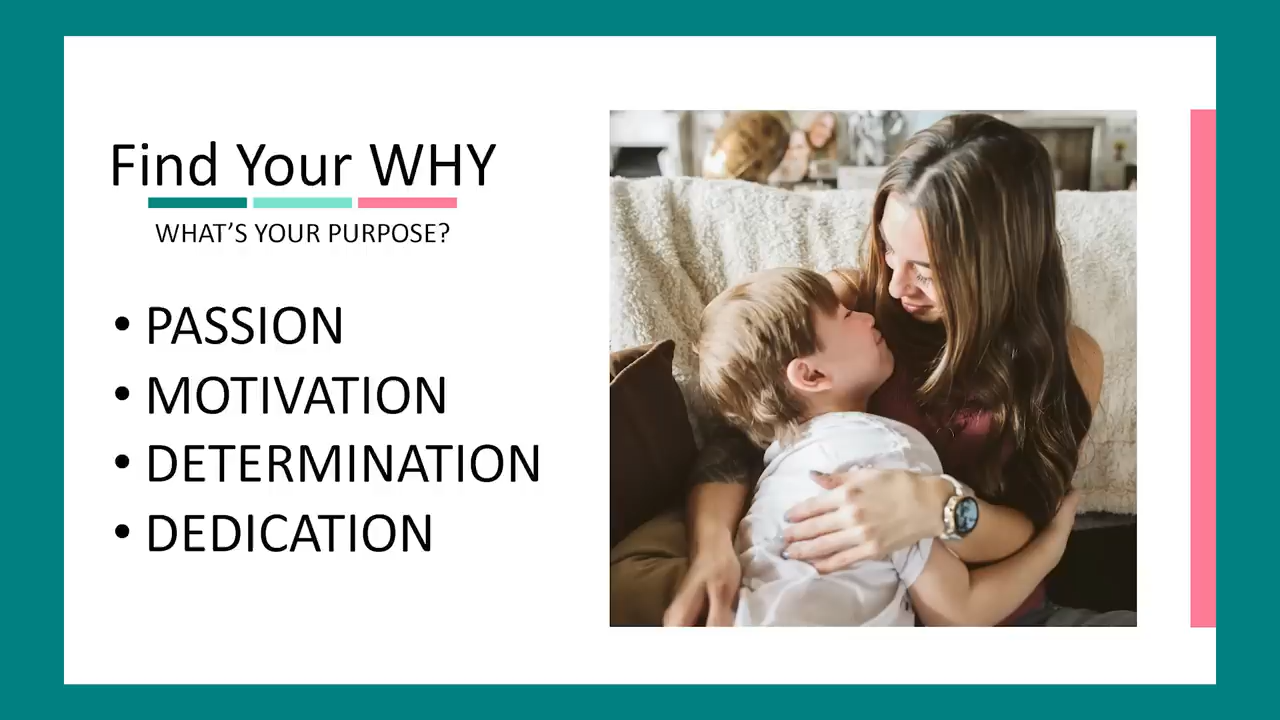 Find Your WHY
WHAT’S YOUR PURPOSE?
• PASSION
• MOTIVATION
• DETERMINATION
• DEDICATION